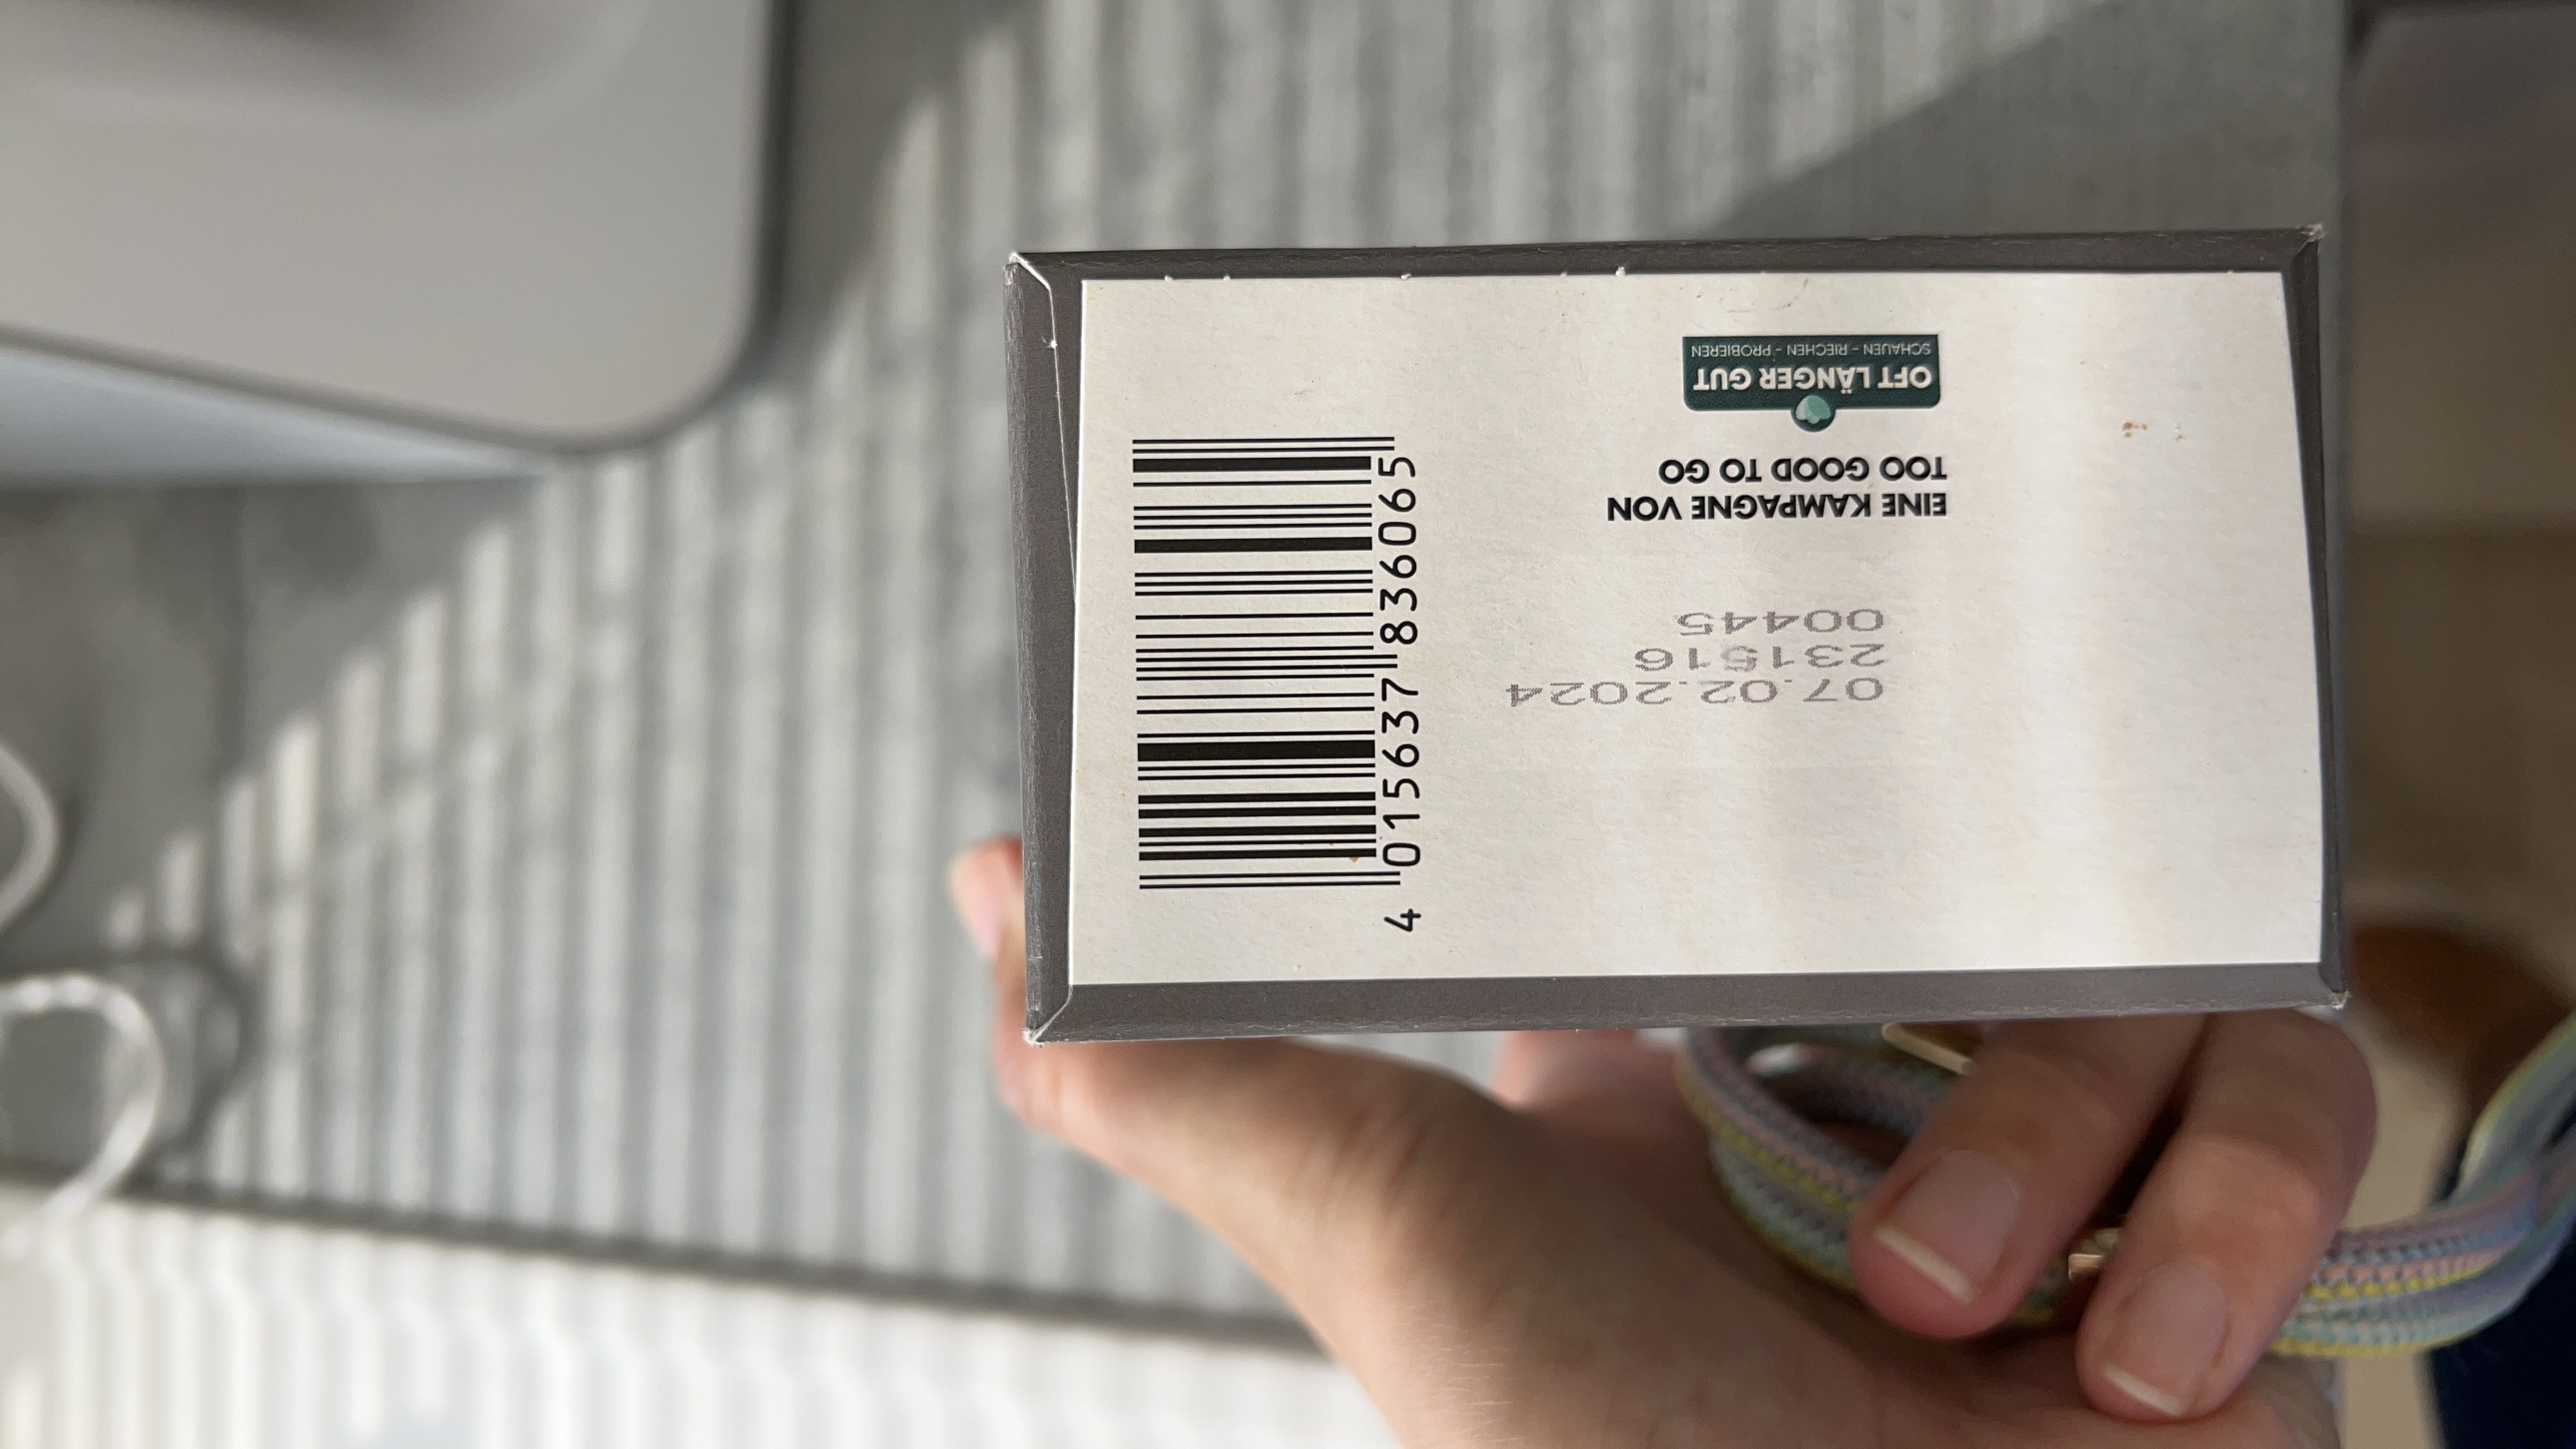 07.02.2024
231516
00445
EINE KAMPAGNE VON
TOO GOOD TO GO
OFT LÄNGER GUT
SCHAUEN - RIECHEN - PROBIEREN
4 015637 836065